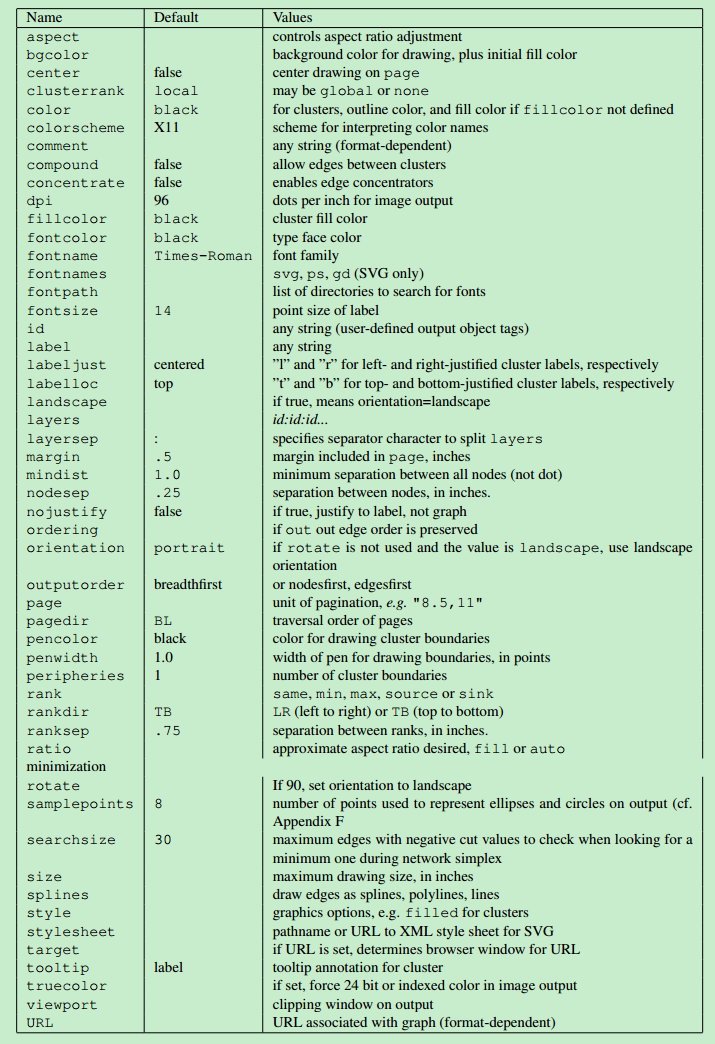 Name Default Values
aspect controls aspect ratio adjustment
bgcolor background color for drawing, plus initial fill color
center false center drawing on page
clusterrank local may be global or none
color black for clusters, outline color, and fill color if fillcolor not defined
colorscheme X11 scheme for interpreting color names
comment any string (format-dependent)
compound false allow edges between clusters
concentrate false enables edge concentrators
dpi 96 dots per inch for image output
fillcolor black cluster fill color
fontcolor black type face color
fontname Times-Roman font family
fontnames svg, ps, gd (SVG only)
fontpath list of directories to search for fonts
fontsize 14 point size of label
id any string (user-defined output object tags)
label any string
labeljust centered ”l” and ”r” for left- and right-justified cluster labels, respectively
labelloc top ”t” and ”b” for top- and bottom-justified cluster labels, respectively
landscape if true, means orientation=landscape
layers id:id:id...
layersep : specifies separator character to split layers
margin .5 margin included in page, inches
mindist 1.0 minimum separation between all nodes (not dot)
nodesep .25 separation between nodes, in inches.
nojustify false if true, justify to label, not graph
ordering if out out edge order is preserved
orientation portrait if rotate is not used and the value is landscape, use landscape
orientation
outputorder breadthfirst or nodesfirst, edgesfirst
page unit of pagination, e.g. "8.5,11"
pagedir BL traversal order of pages
pencolor black color for drawing cluster boundaries
penwidth 1.0 width of pen for drawing boundaries, in points
peripheries 1 number of cluster boundaries
rank same, min, max, source or sink
rankdir TB LR (left to right) or TB (top to bottom)
ranksep .75 separation between ranks, in inches.
ratio approximate aspect ratio desired, fill or auto
minimization
rotate If 90, set orientation to landscape
samplepoints 8 number of points used to represent ellipses and circles on output (cf.
Appendix F
searchsize 30 maximum edges with negative cut values to check when looking for a
minimum one during network simplex
size maximum drawing size, in inches
splines draw edges as splines, polylines, lines
style graphics options, e.g. filled for clusters
stylesheet pathname or URL to XML style sheet for SVG
target if URL is set, determines browser window for URL
tooltip label tooltip annotation for cluster
truecolor if set, force 24 bit or indexed color in image output
viewport clipping window on output
URL URL associated with graph (format-dependent)